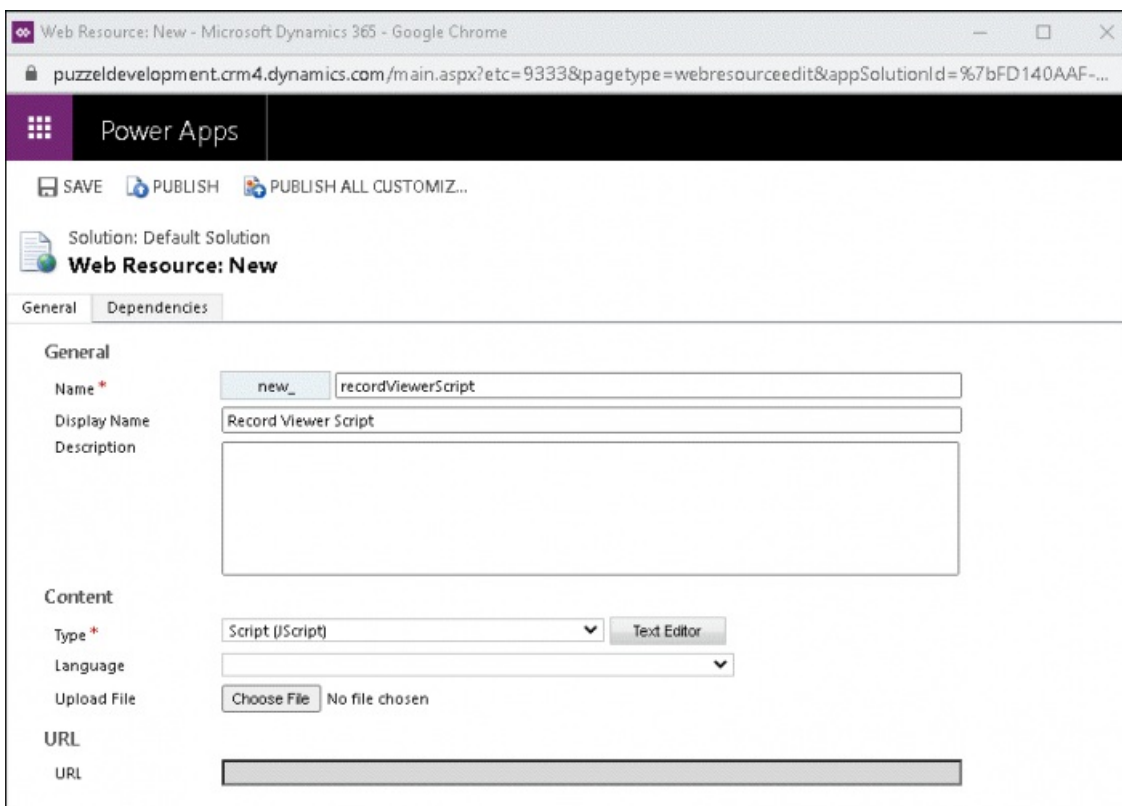 Web Resource: New - Microsoft Dynamics 365 - Google Chrome
puzzeldevelopment.crm4.dynamics.com/main.aspx?etc=9333&pagetype=webresourceedit&appSolutionId=%7bFD140AAF-...
Power Apps
SAVE PUBLISH PUBLISH ALL CUSTOMIZ...
Solution: Default Solution
Web Resource: New
General Dependencies
General
Name * new_ recordViewerScript
Display Name Record Viewer Script
Description
Content
Type * Script (JScript) Text Editor
Language
Upload File Choose File No file chosen
URL
URL